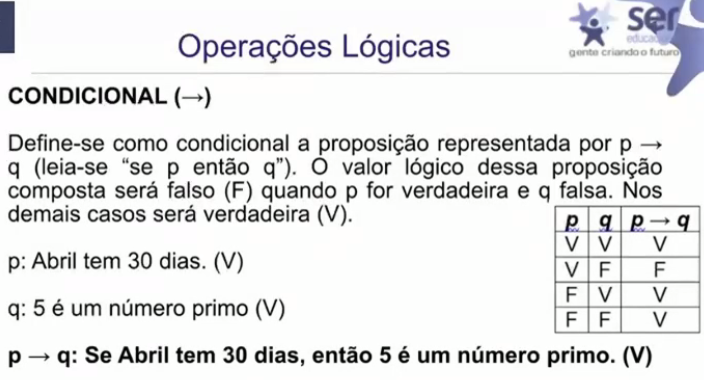 Operações Lógicas
ser
educacional
gente criando o futuro
CONDICIONAL (→)
Define-se como condicional a proposição representada por p →
q (leia-se “se p então q”). O valor lógico dessa proposição
composta será falso (F) quando p for verdadeira e q falsa. Nos
demais casos será verdadeira (V).
p q p → q
V V V
V F F
F V V
F F V
p: Abril tem 30 dias. (V)
q: 5 é um número primo (V)
p → q: Se Abril tem 30 dias, então 5 é um número primo. (V)